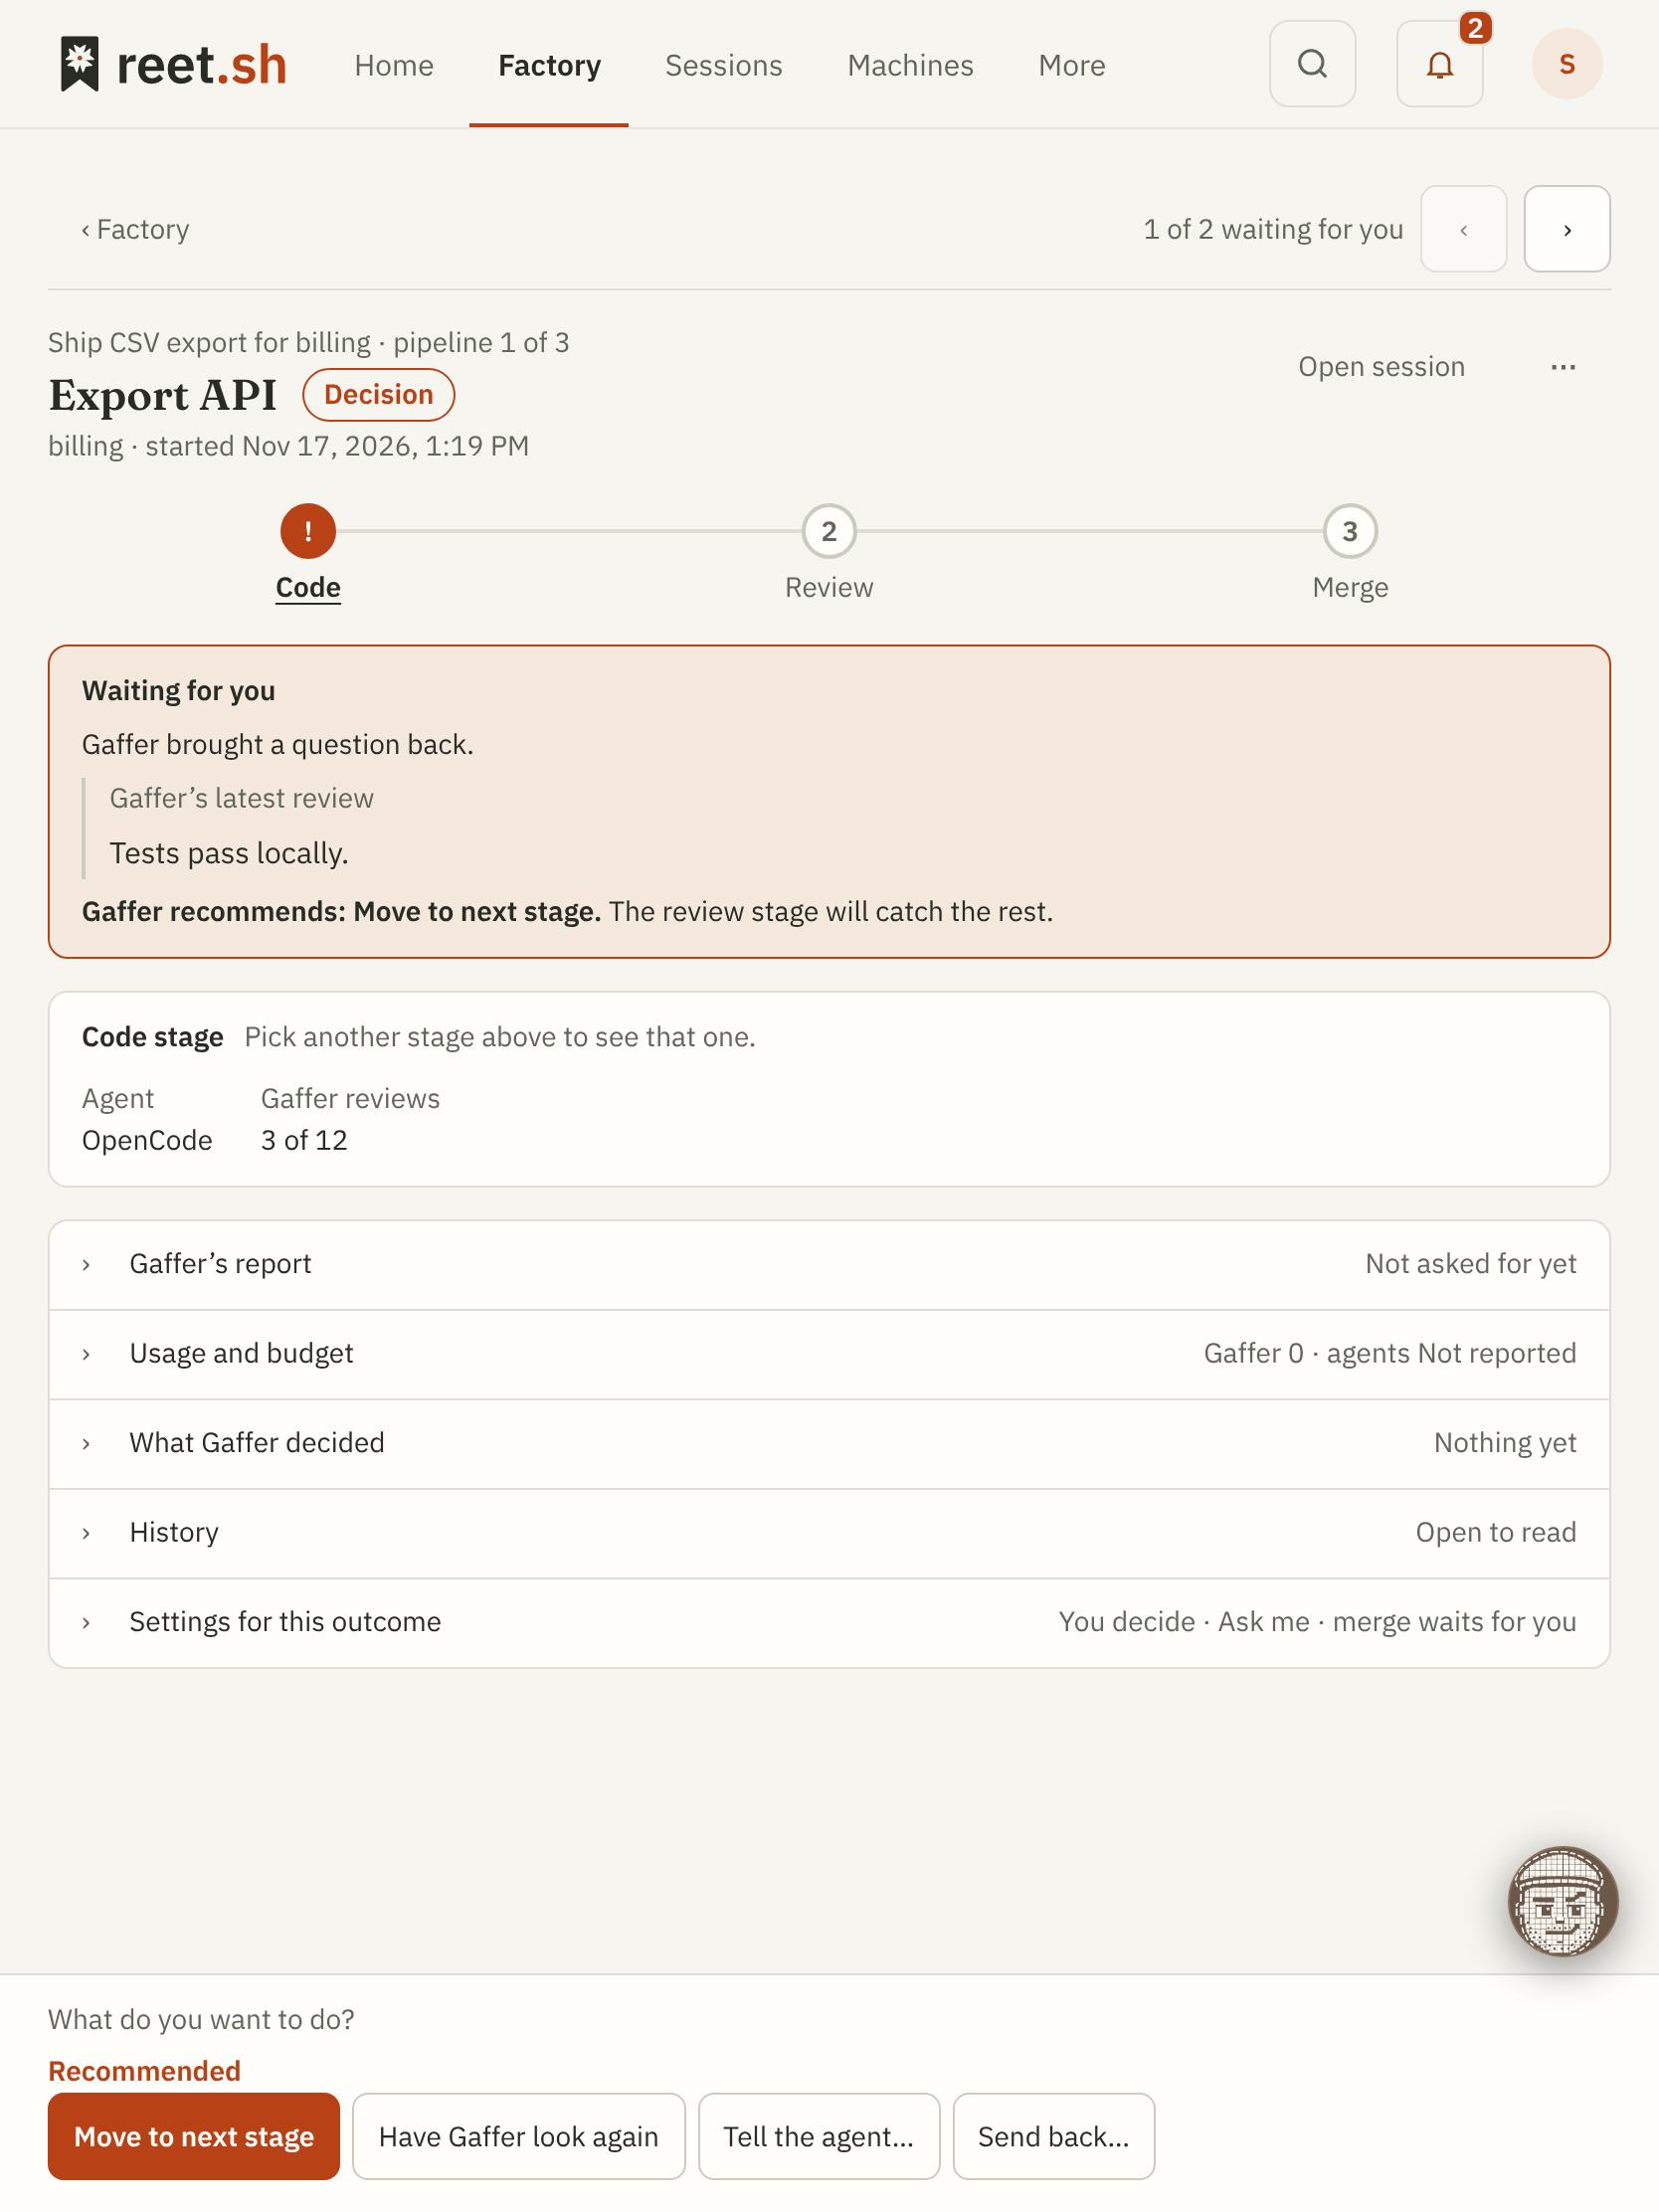 reet.sh Home Factory Sessions Machines More 2 S
‹ Factory 1 of 2 waiting for you ‹ ›
Ship CSV export for billing · pipeline 1 of 3
Export API Decision
Open session ...
billing · started Nov 17, 2026, 1:19 PM
! 2 3
Code Review Merge
Waiting for you
Gaffer brought a question back.
Gaffer’s latest review
Tests pass locally.
Gaffer recommends: Move to next stage. The review stage will catch the rest.
Code stage Pick another stage above to see that one.
Agent Gaffer reviews
OpenCode 3 of 12
› Gaffer’s report Not asked for yet
› Usage and budget Gaffer 0 · agents Not reported
› What Gaffer decided Nothing yet
› History Open to read
› Settings for this outcome You decide · Ask me · merge waits for you
What do you want to do?
Recommended
Move to next stage Have Gaffer look again Tell the agent... Send back...